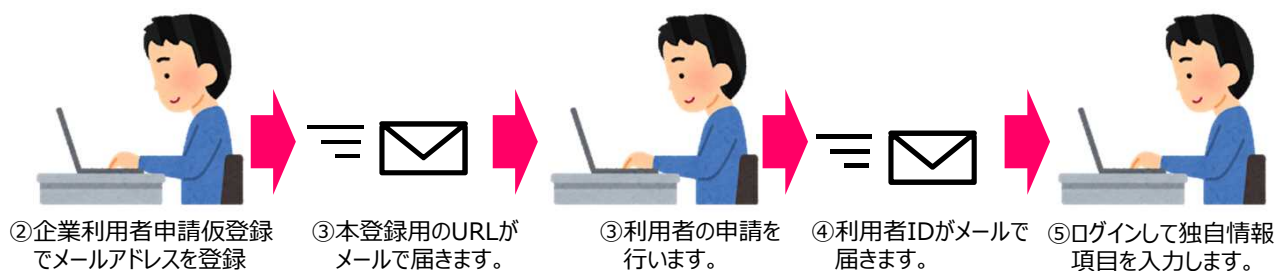 ②企業利用者申請仮登録
でメールアドレスを登録
③本登録用のURLが
メールで届きます。
③利用者の申請を
行います。
④利用者IDがメールで
届きます。
⑤ログインして独自情報
項目を入力します。